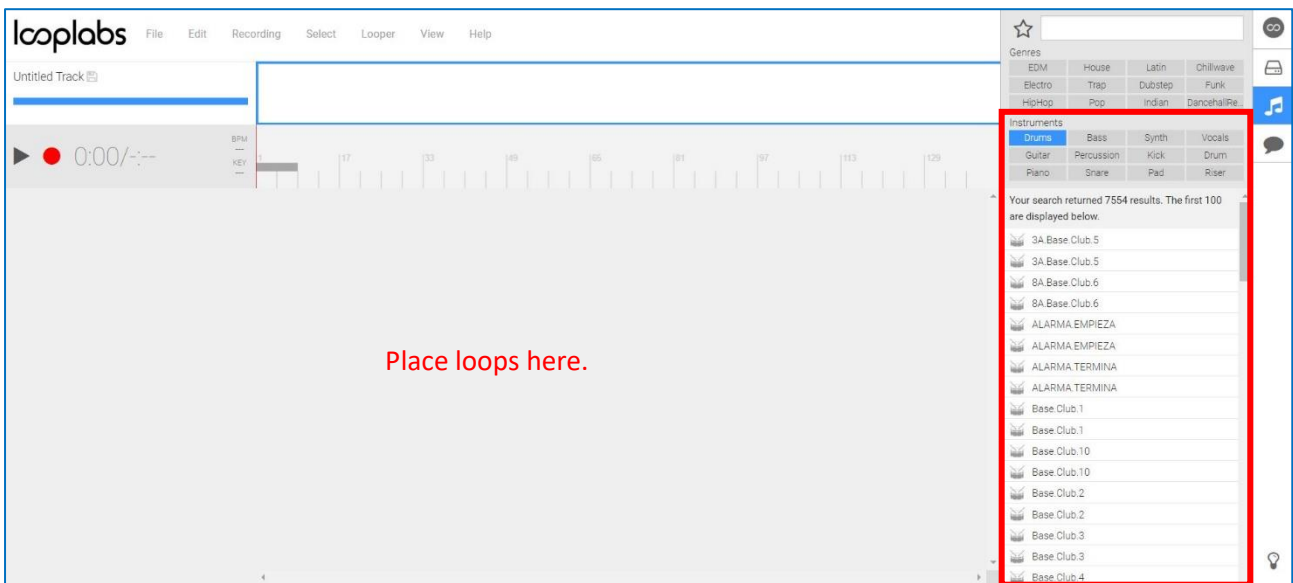 looplabs File Edit Recording Select Looper View Help
Untitled Track
0:00/-:--
BPM
—
KEY
—
1 |17 |33 |49 |65 |81 |97 |113 |129
Place loops here.
Genres
EDM House Latin Chillwave
Electro Trap Dubstep Funk
HipHop Pop Indian DancehallRe...
Instruments
Drums Bass Synth Vocals
Guitar Percussion Kick Drum
Piano Snare Pad Riser
Your search returned 7554 results. The first 100
are displayed below.
3A.Base.Club.5
3A.Base.Club.5
8A.Base.Club.6
8A.Base.Club.6
ALARMA.EMPIEZA
ALARMA.EMPIEZA
ALARMA.TERMINA
ALARMA.TERMINA
Base.Club.1
Base.Club.1
Base.Club.10
Base.Club.10
Base.Club.2
Base.Club.2
Base.Club.3
Base.Club.3
Base.Club.4